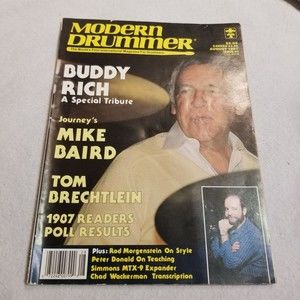 MODERN
DRUMMER
BUDDY
RICH
A Special Tribute
Journey's
MIKE
BAIRD
TOM
BRECHTLEIN
1987 READERS
POLL RESULTS
Plus: Rod Morgenstein On Style
Peter Donald On Teaching
Simmons MTX-9 Expander
Chad Wackerman Transcription